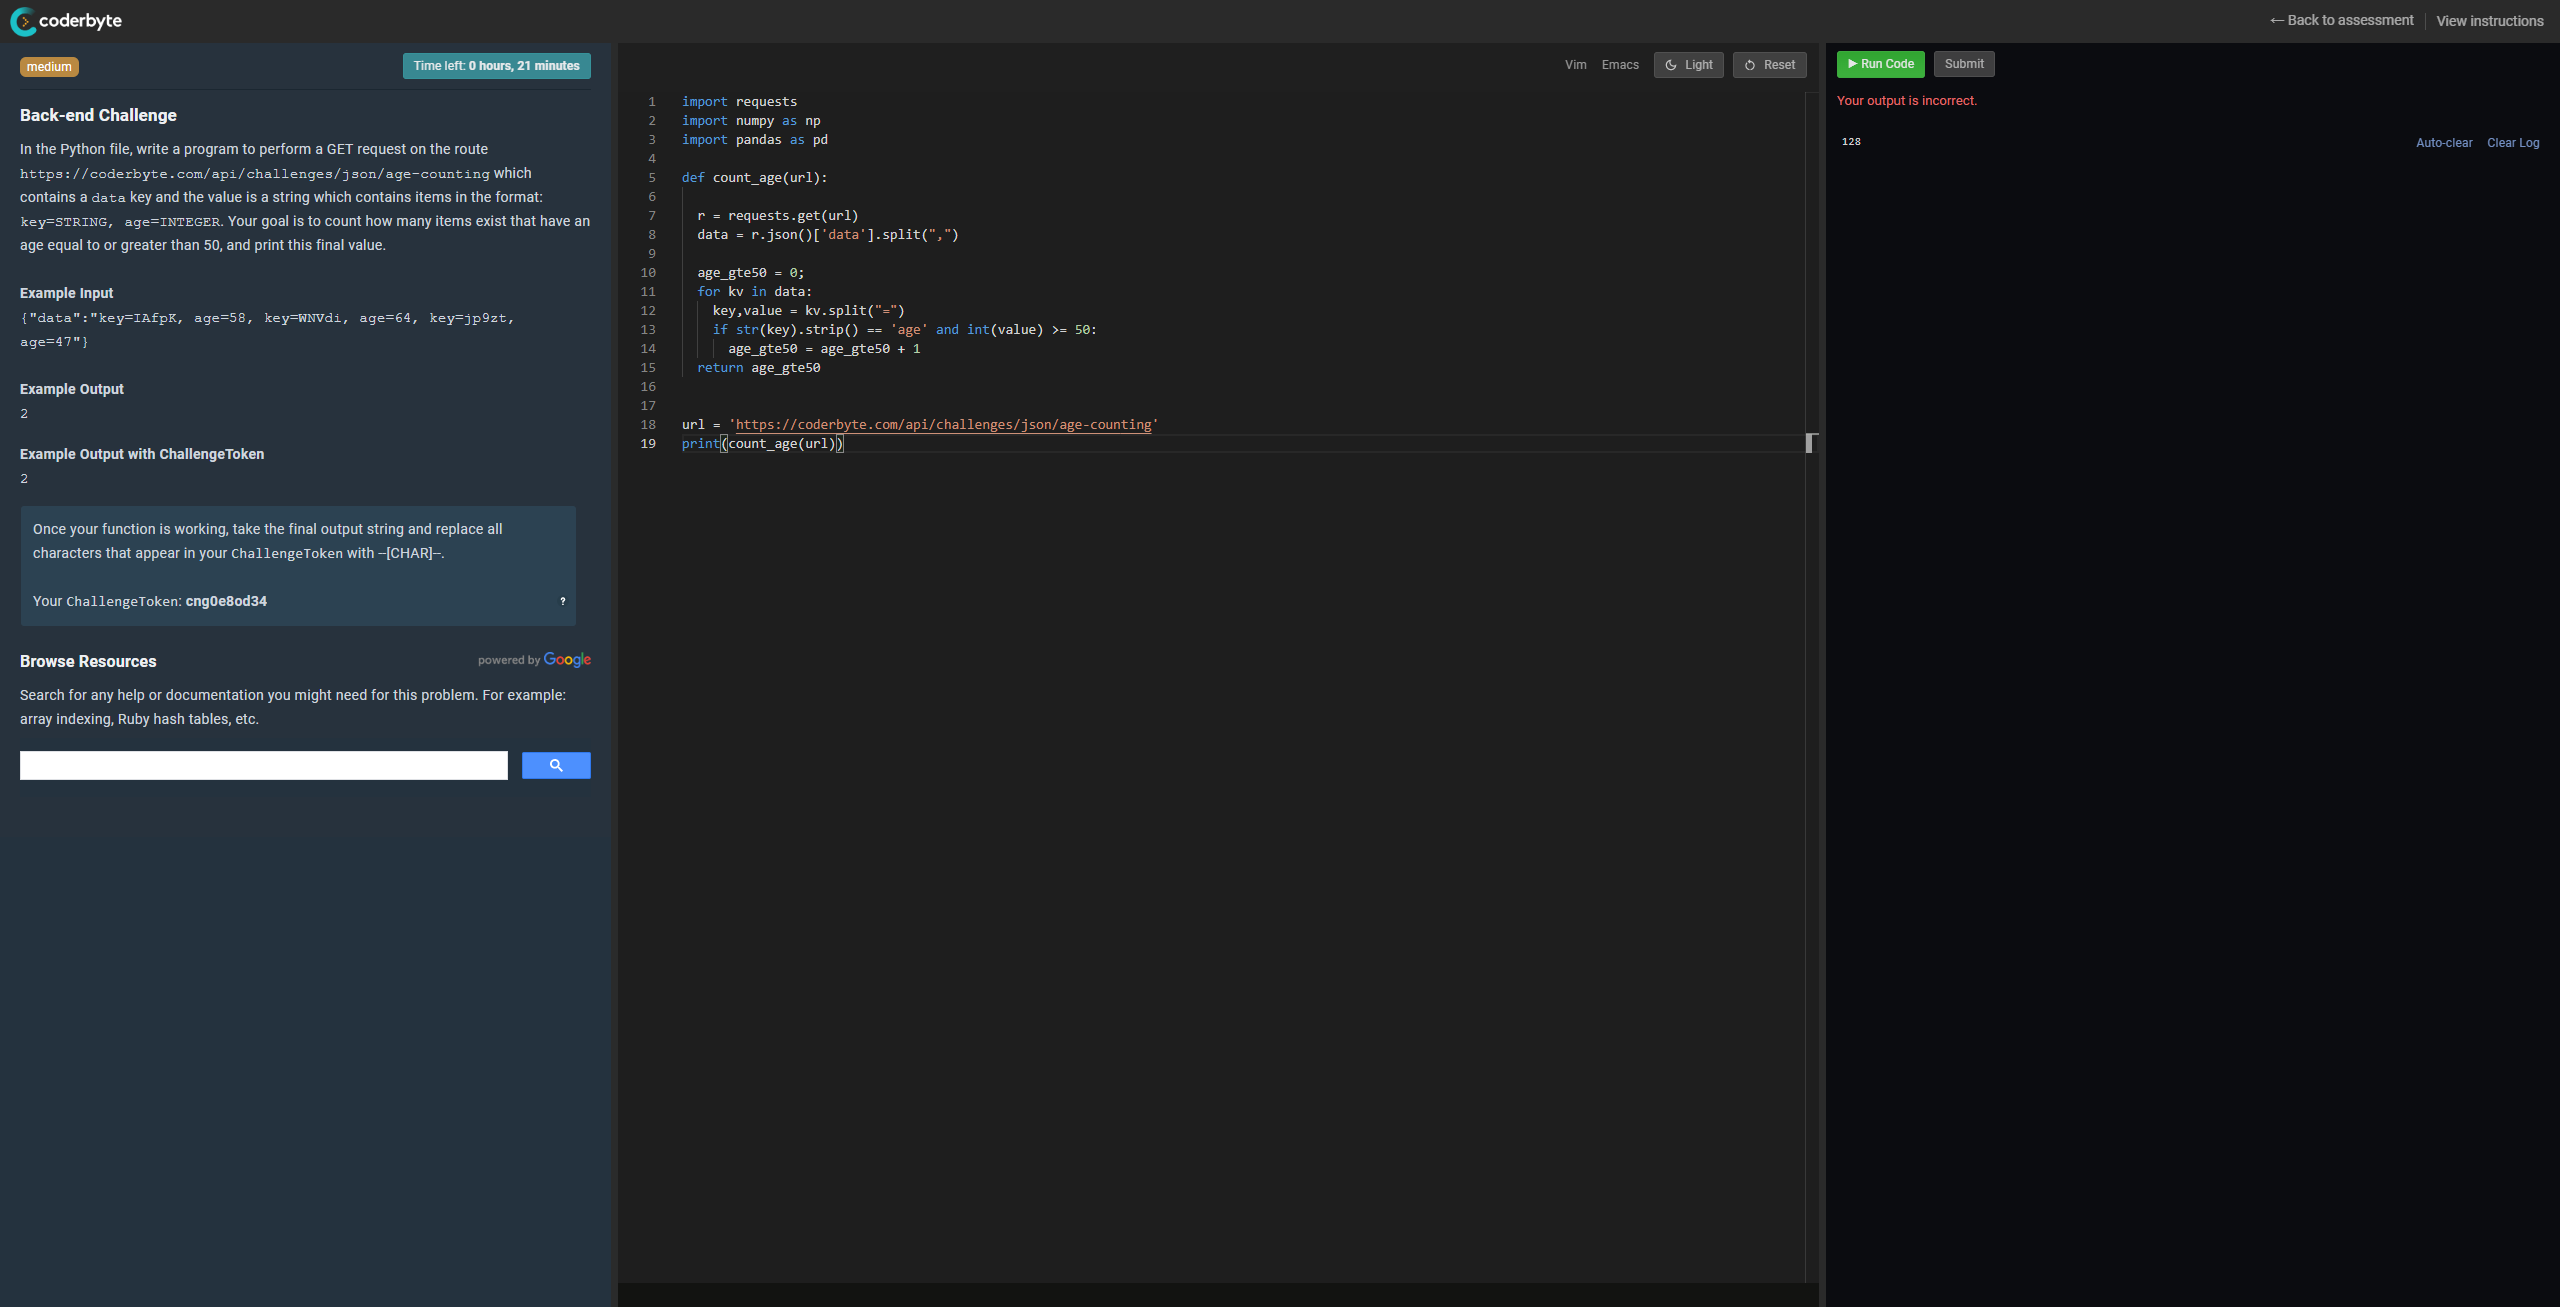 coderbyte
← Back to assessment
View instructions
medium
Time left: 0 hours, 21 minutes
Back-end Challenge
In the Python file, write a program to perform a GET request on the route
https://coderbyte.com/api/challenges/json/age-counting which
contains a data key and the value is a string which contains items in the format:
key=STRING, age=INTEGER. Your goal is to count how many items exist that have an
age equal to or greater than 50, and print this final value.
Example Input
{"data":"key=IAfpK, age=58, key=WNVdi, age=64, key=jp9zt,
age=47"}
Example Output
2
Example Output with ChallengeToken
2
Once your function is working, take the final output string and replace all
characters that appear in your ChallengeToken with --[CHAR]--.
Your ChallengeToken: cng0e8od34
?
Browse Resources
powered by Google
Search for any help or documentation you might need for this problem. For example:
array indexing, Ruby hash tables, etc.
Vim
Emacs
Light
Reset
1 import requests
2 import numpy as np
3 import pandas as pd
4
5 def count_age(url):
6
7 r = requests.get(url)
8 data = r.json()['data'].split(",")
9
10 age_gte50 = 0;
11 for kv in data:
12 key,value = kv.split("=")
13 if str(key).strip() == 'age' and int(value) >= 50:
14 age_gte50 = age_gte50 + 1
15 return age_gte50
16
17
18 url = 'https://coderbyte.com/api/challenges/json/age-counting'
19 print(count_age(url))
Run Code
Submit
Your output is incorrect.
128
Auto-clear
Clear Log